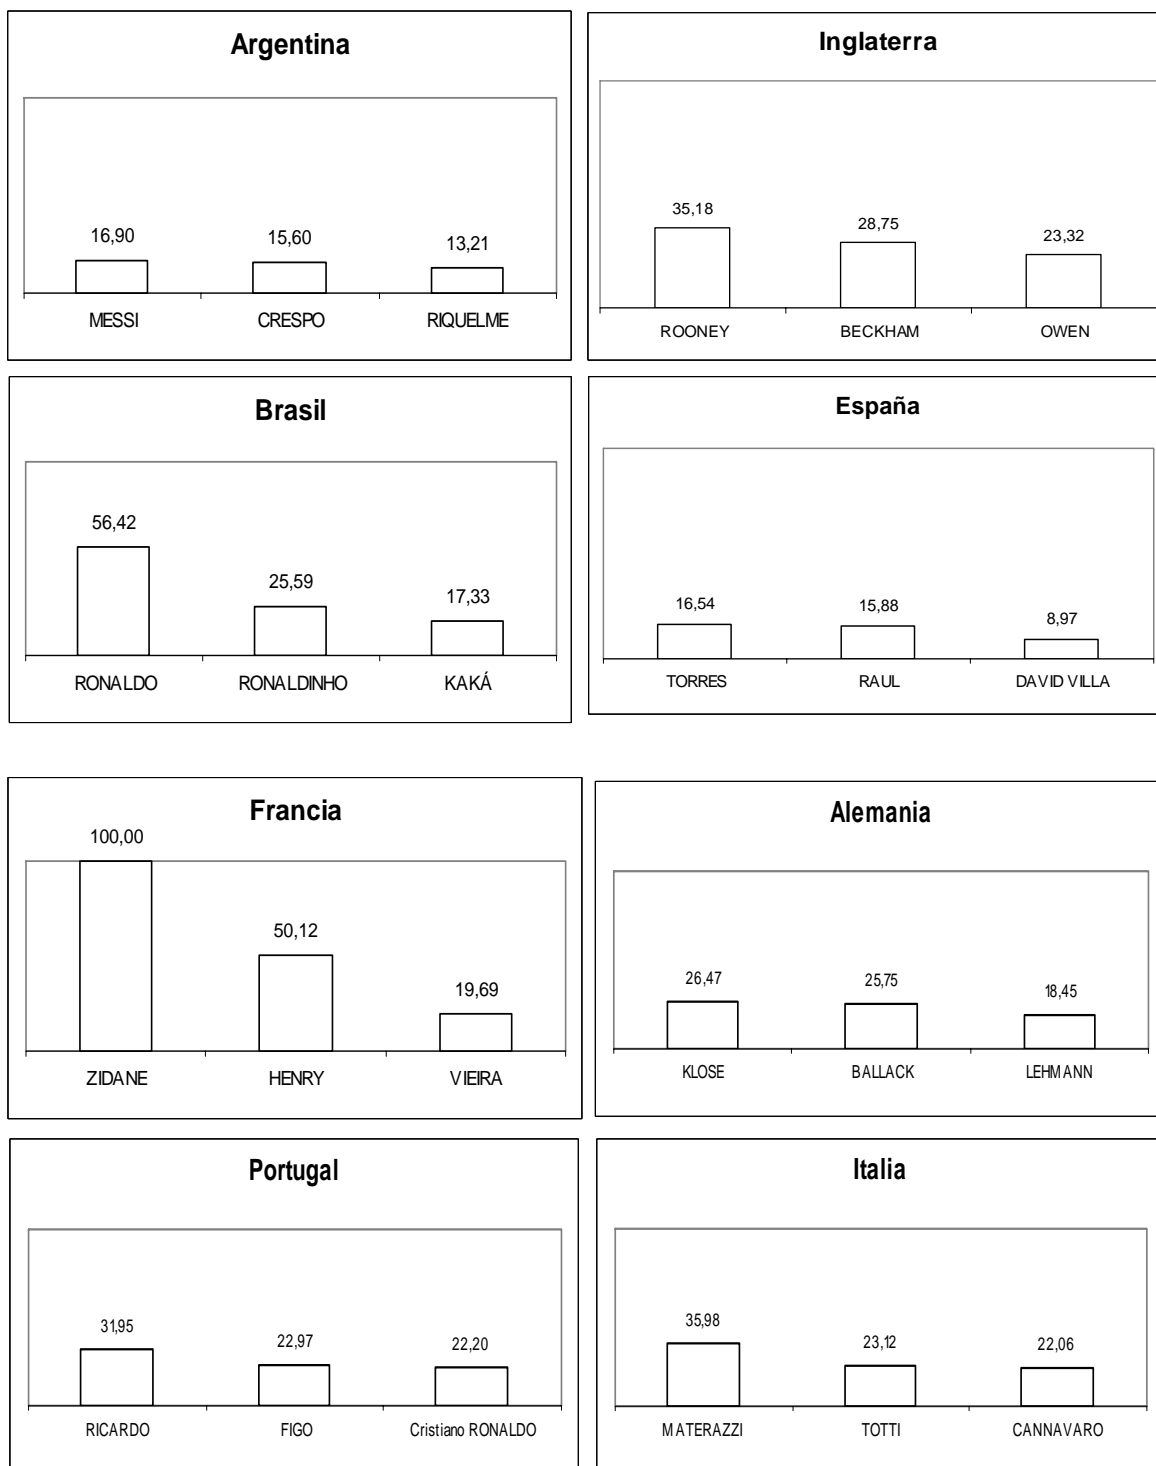 Argentina
16,90 15,60 13,21
MESSI CRESPO RIQUELME
Inglaterra
35,18 28,75 23,32
ROONEY BECKHAM OWEN
Brasil
56,42 25,59 17,33
RONALDO RONALDINHO KAKÁ
España
16,54 15,88 8,97
TORRES RAUL DAVID VILLA
Francia
100,00 50,12 19,69
ZIDANE HENRY VIEIRA
Alemania
26,47 25,75 18,45
KLOSE BALLACK LEHMANN
Portugal
31,95 22,97 22,20
RICARDO FIGO Cristiano RONALDO
Italia
35,98 23,12 22,06
MATERAZZI TOTTI CANNAVARO